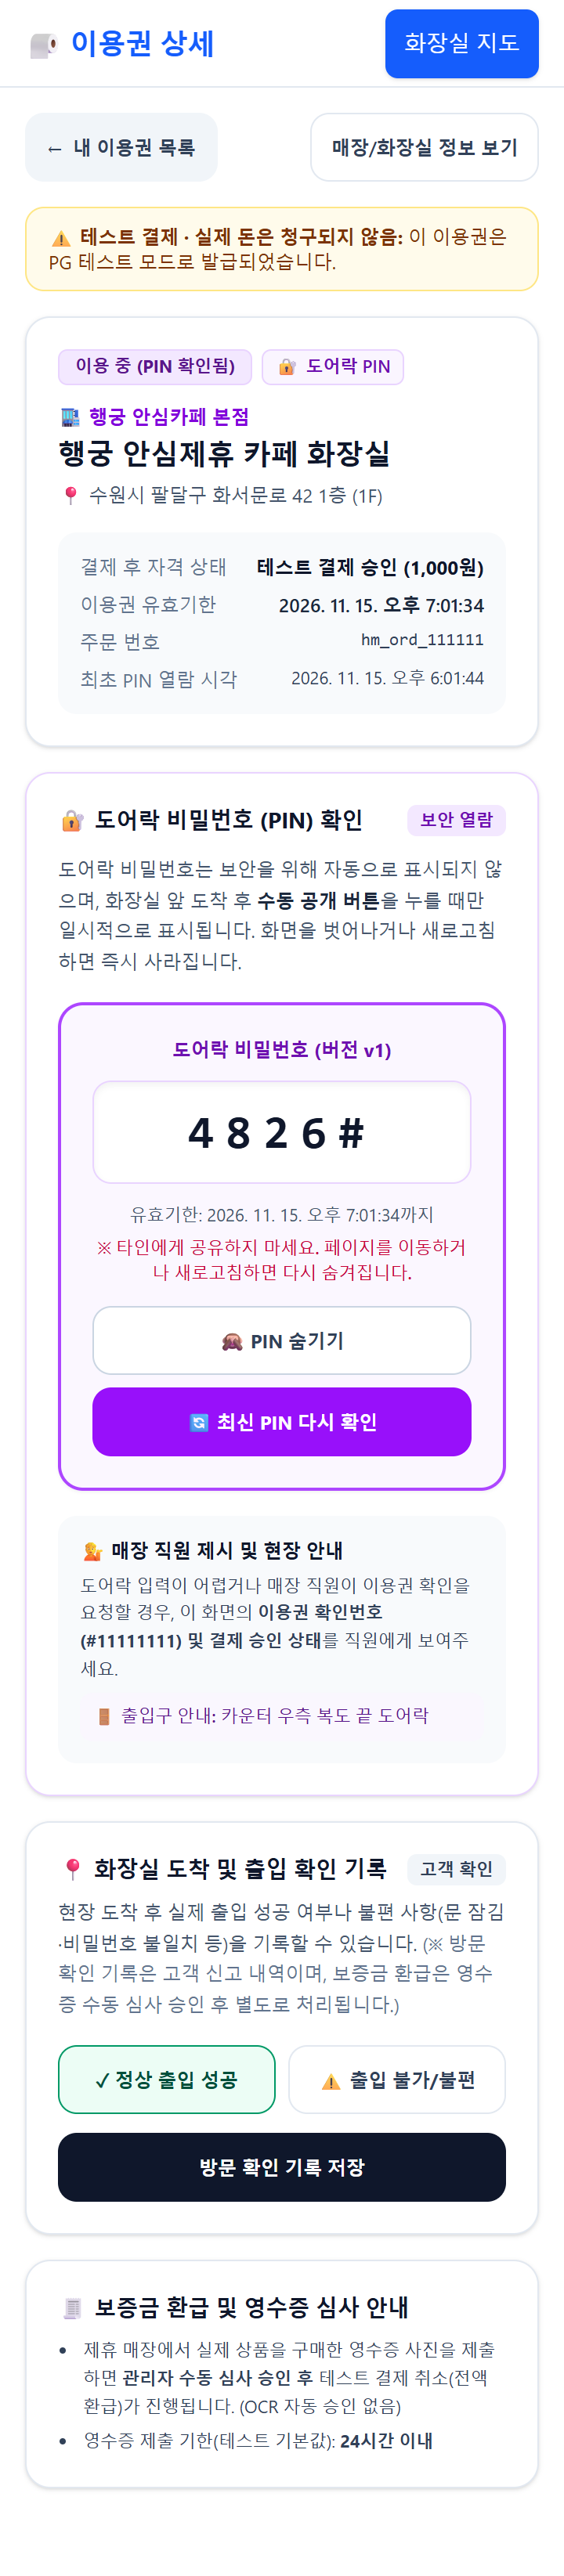 이용권 상세
화장실 지도
← 내 이용권 목록
매장/화장실 정보 보기
⚠️ 테스트 결제 · 실제 돈은 청구되지 않음: 이 이용권은
PG 테스트 모드로 발급되었습니다.
이용 중 (PIN 확인됨)
도어락 PIN
행궁 안심카페 본점
행궁 안심제휴 카페 화장실
수원시 팔달구 화서문로 42 1층 (1F)
결제 후 자격 상태 테스트 결제 승인 (1,000원)
이용권 유효기한 2026. 11. 15. 오후 7:01:34
주문 번호 hm_ord_111111
최초 PIN 열람 시각 2026. 11. 15. 오후 6:01:44
도어락 비밀번호 (PIN) 확인
보안 열람
도어락 비밀번호는 보안을 위해 자동으로 표시되지 않
으며, 화장실 앞 도착 후 수동 공개 버튼을 누를 때만
일시적으로 표시됩니다. 화면을 벗어나거나 새로고침
하면 즉시 사라집니다.
도어락 비밀번호 (버전 v1)
4826#
유효기한: 2026. 11. 15. 오후 7:01:34까지
※ 타인에게 공유하지 마세요. 페이지를 이동하거
나 새로고침하면 다시 숨겨집니다.
PIN 숨기기
최신 PIN 다시 확인
매장 직원 제시 및 현장 안내
도어락 입력이 어렵거나 매장 직원이 이용권 확인을
요청할 경우, 이 화면의 이용권 확인번호
(#11111111) 및 결제 승인 상태를 직원에게 보여주
세요.
출입구 안내: 카운터 우측 복도 끝 도어락
화장실 도착 및 출입 확인 기록
고객 확인
현장 도착 후 실제 출입 성공 여부나 불편 사항(문 잠김
·비밀번호 불일치 등)을 기록할 수 있습니다. (※ 방문
확인 기록은 고객 신고 내역이며, 보증금 환급은 영수
증 수동 심사 승인 후 별도로 처리됩니다.)
✓ 정상 출입 성공
⚠️ 출입 불가/불편
방문 확인 기록 저장
보증금 환급 및 영수증 심사 안내
• 제휴 매장에서 실제 상품을 구매한 영수증 사진을 제출
하면 관리자 수동 심사 승인 후 테스트 결제 취소(전액
환급)가 진행됩니다. (OCR 자동 승인 없음)
• 영수증 제출 기한(테스트 기본값): 24시간 이내